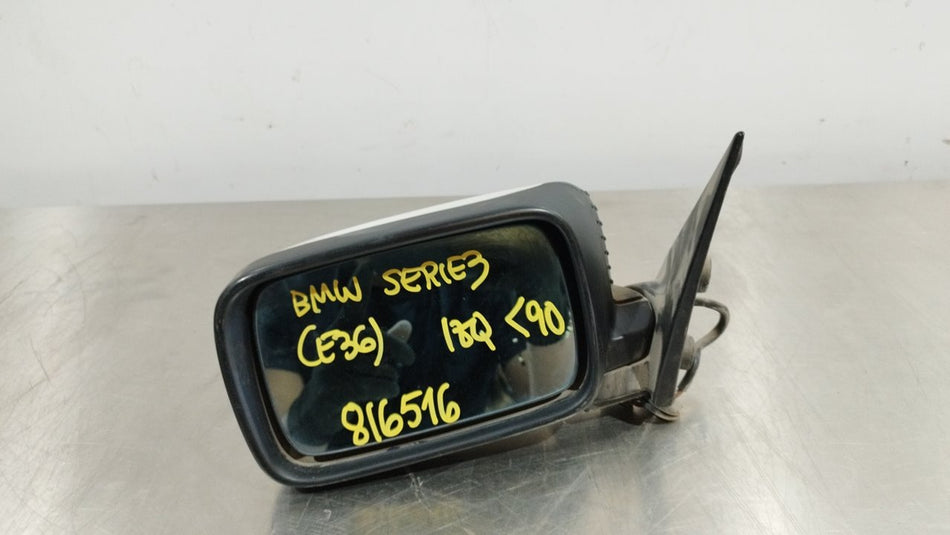 BMW SERIE3
(E36) IZQ <90
816516